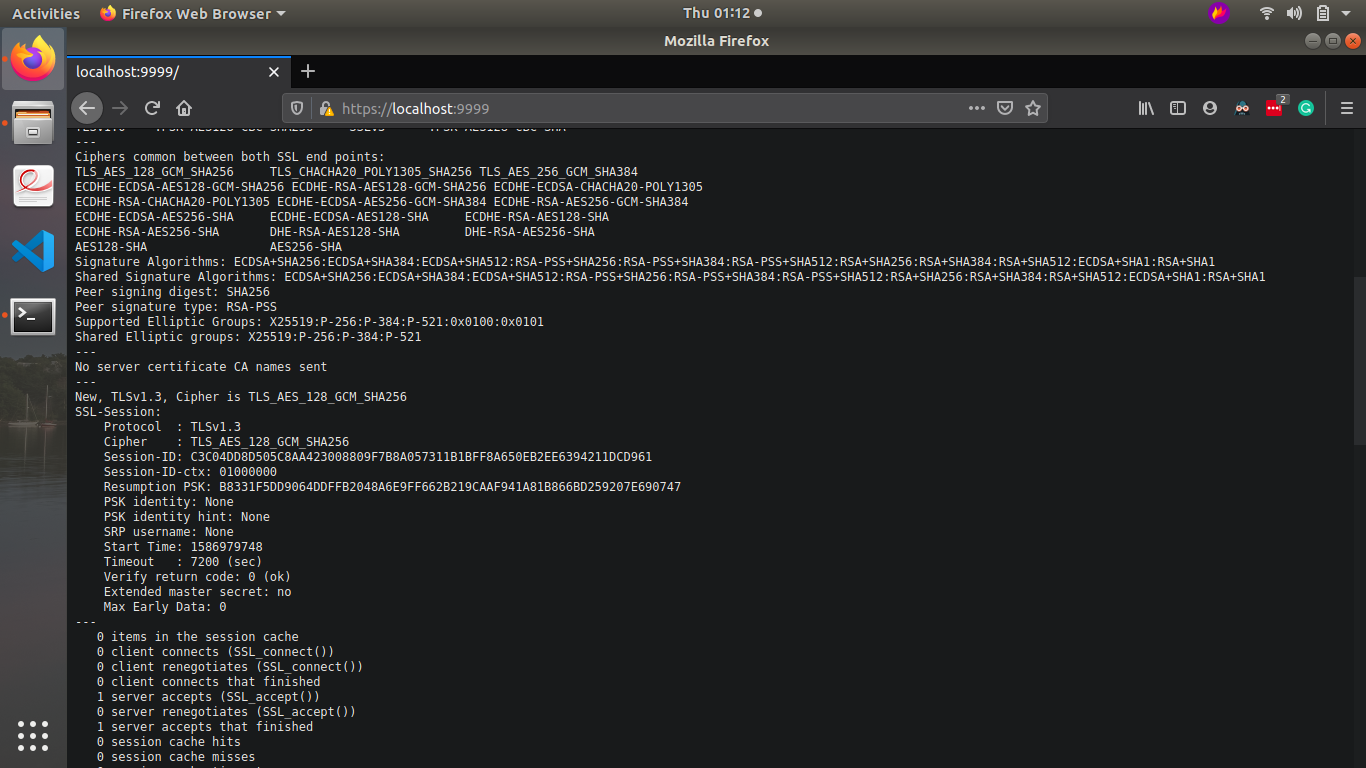 Activities Firefox Web Browser Thu 01:12
Mozilla Firefox
localhost:9999/
https://localhost:9999
2
---
Ciphers common between both SSL end points:
TLS_AES_128_GCM_SHA256 TLS_CHACHA20_POLY1305_SHA256 TLS_AES_256_GCM_SHA384
ECDHE-ECDSA-AES128-GCM-SHA256 ECDHE-RSA-AES128-GCM-SHA256 ECDHE-ECDSA-CHACHA20-POLY1305
ECDHE-RSA-CHACHA20-POLY1305 ECDHE-ECDSA-AES256-GCM-SHA384 ECDHE-RSA-AES256-GCM-SHA384
ECDHE-ECDSA-AES256-SHA ECDHE-ECDSA-AES128-SHA ECDHE-RSA-AES128-SHA
ECDHE-RSA-AES256-SHA DHE-RSA-AES128-SHA DHE-RSA-AES256-SHA
AES128-SHA AES256-SHA
Signature Algorithms: ECDSA+SHA256:ECDSA+SHA384:ECDSA+SHA512:RSA-PSS+SHA256:RSA-PSS+SHA384:RSA-PSS+SHA512:RSA+SHA256:RSA+SHA384:RSA+SHA512:ECDSA+SHA1:RSA+SHA1
Shared Signature Algorithms: ECDSA+SHA256:ECDSA+SHA384:ECDSA+SHA512:RSA-PSS+SHA256:RSA-PSS+SHA384:RSA-PSS+SHA512:RSA+SHA256:RSA+SHA384:RSA+SHA512:ECDSA+SHA1:RSA+SHA1
Peer signing digest: SHA256
Peer signature type: RSA-PSS
Supported Elliptic Groups: X25519:P-256:P-384:P-521:0x0100:0x0101
Shared Elliptic groups: X25519:P-256:P-384:P-521
---
No server certificate CA names sent
---
New, TLSv1.3, Cipher is TLS_AES_128_GCM_SHA256
SSL-Session:
Protocol : TLSv1.3
Cipher : TLS_AES_128_GCM_SHA256
Session-ID: C3C04DD8D505C8AA423008809F7B8A057311B1BFF8A650EB2EE6394211DCD961
Session-ID-ctx: 01000000
Resumption PSK: B8331F5DD9064DDFFB2048A6E9FF662B219CAAF941A81B866BD259207E690747
PSK identity: None
PSK identity hint: None
SRP username: None
Start Time: 1586979748
Timeout : 7200 (sec)
Verify return code: 0 (ok)
Extended master secret: no
Max Early Data: 0
---
0 items in the session cache
0 client connects (SSL_connect())
0 client renegotiates (SSL_connect())
0 client connects that finished
1 server accepts (SSL_accept())
0 server renegotiates (SSL_accept())
1 server accepts that finished
0 session cache hits
0 session cache misses